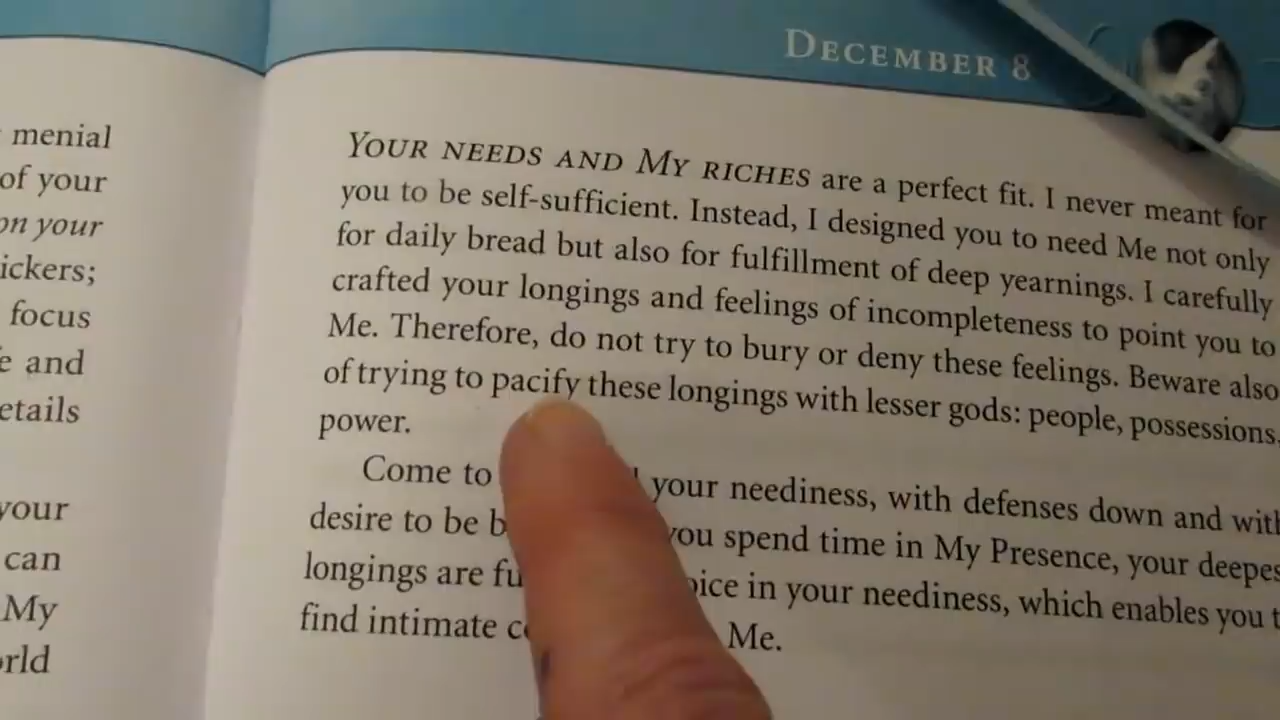 menial
of your
on your
ickers;
focus
e and
etails
your
can
My
orld
DECEMBER 8
YOUR NEEDS AND MY RICHES are a perfect fit. I never meant for
you to be self-sufficient. Instead, I designed you to need Me not only
for daily bread but also for fulfillment of deep yearnings. I carefully
crafted your longings and feelings of incompleteness to point you to
Me. Therefore, do not try to bury or deny these feelings. Beware also
of trying to pacify these longings with lesser gods: people, possessions,
power.
Come to your neediness, with defenses down and with
desire to be b you spend time in My Presence, your deepes
longings are fu oice in your neediness, which enables you t
find intimate c Me.